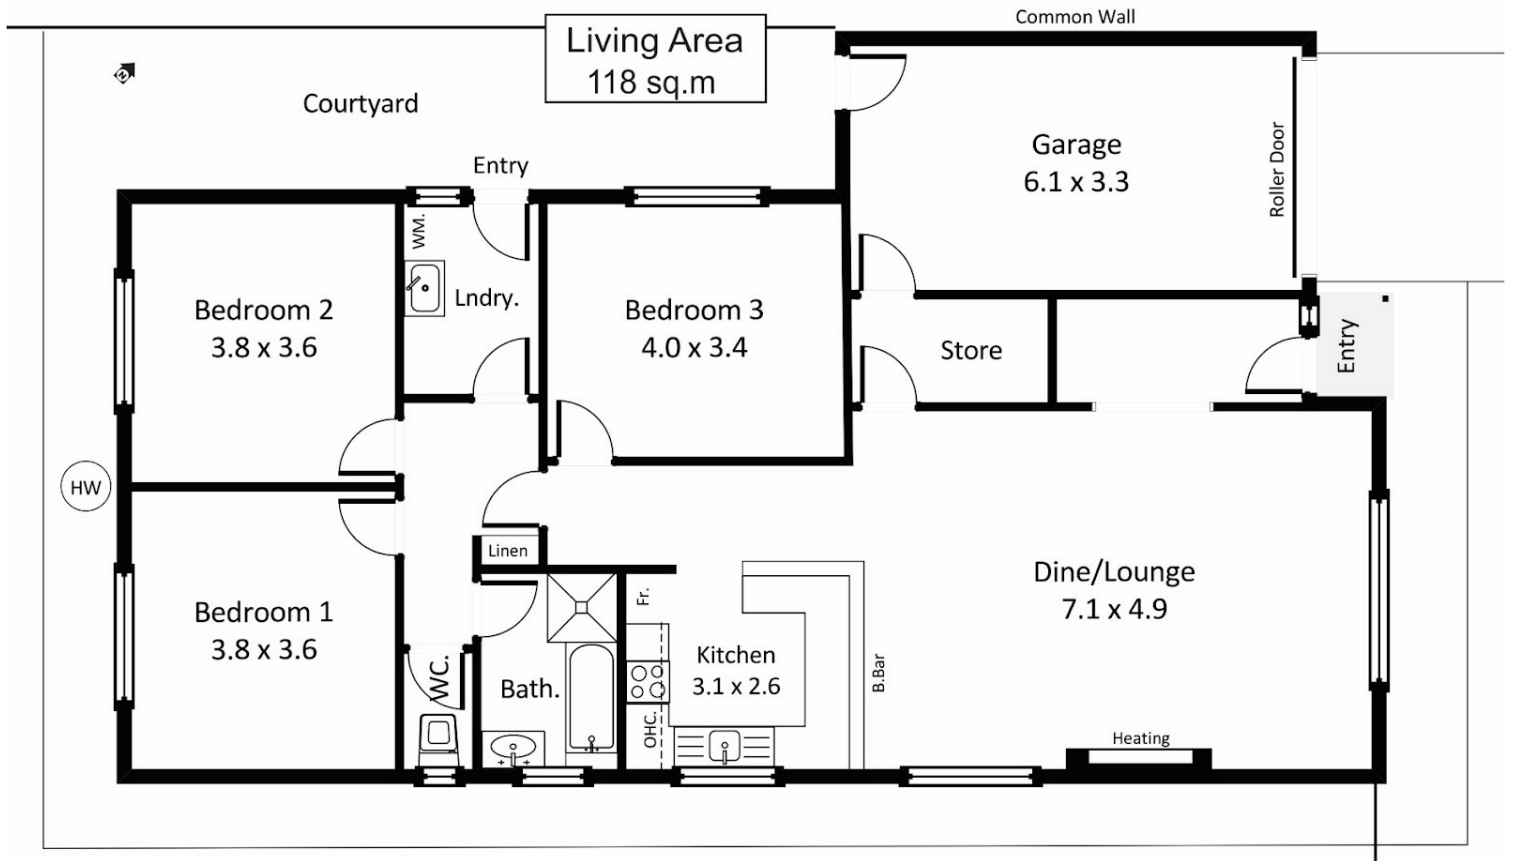 Common Wall
Living Area
118 sq.m
N
Courtyard
Entry
Garage
6.1 x 3.3
Roller Door
WM.
Lndry.
Bedroom 2
3.8 x 3.6
Bedroom 3
4.0 x 3.4
Store
Entry
HW
Linen
Bedroom 1
3.8 x 3.6
WC.
Bath.
Fr.
Kitchen
3.1 x 2.6
OHC.
B.Bar
Dine/Lounge
7.1 x 4.9
Heating